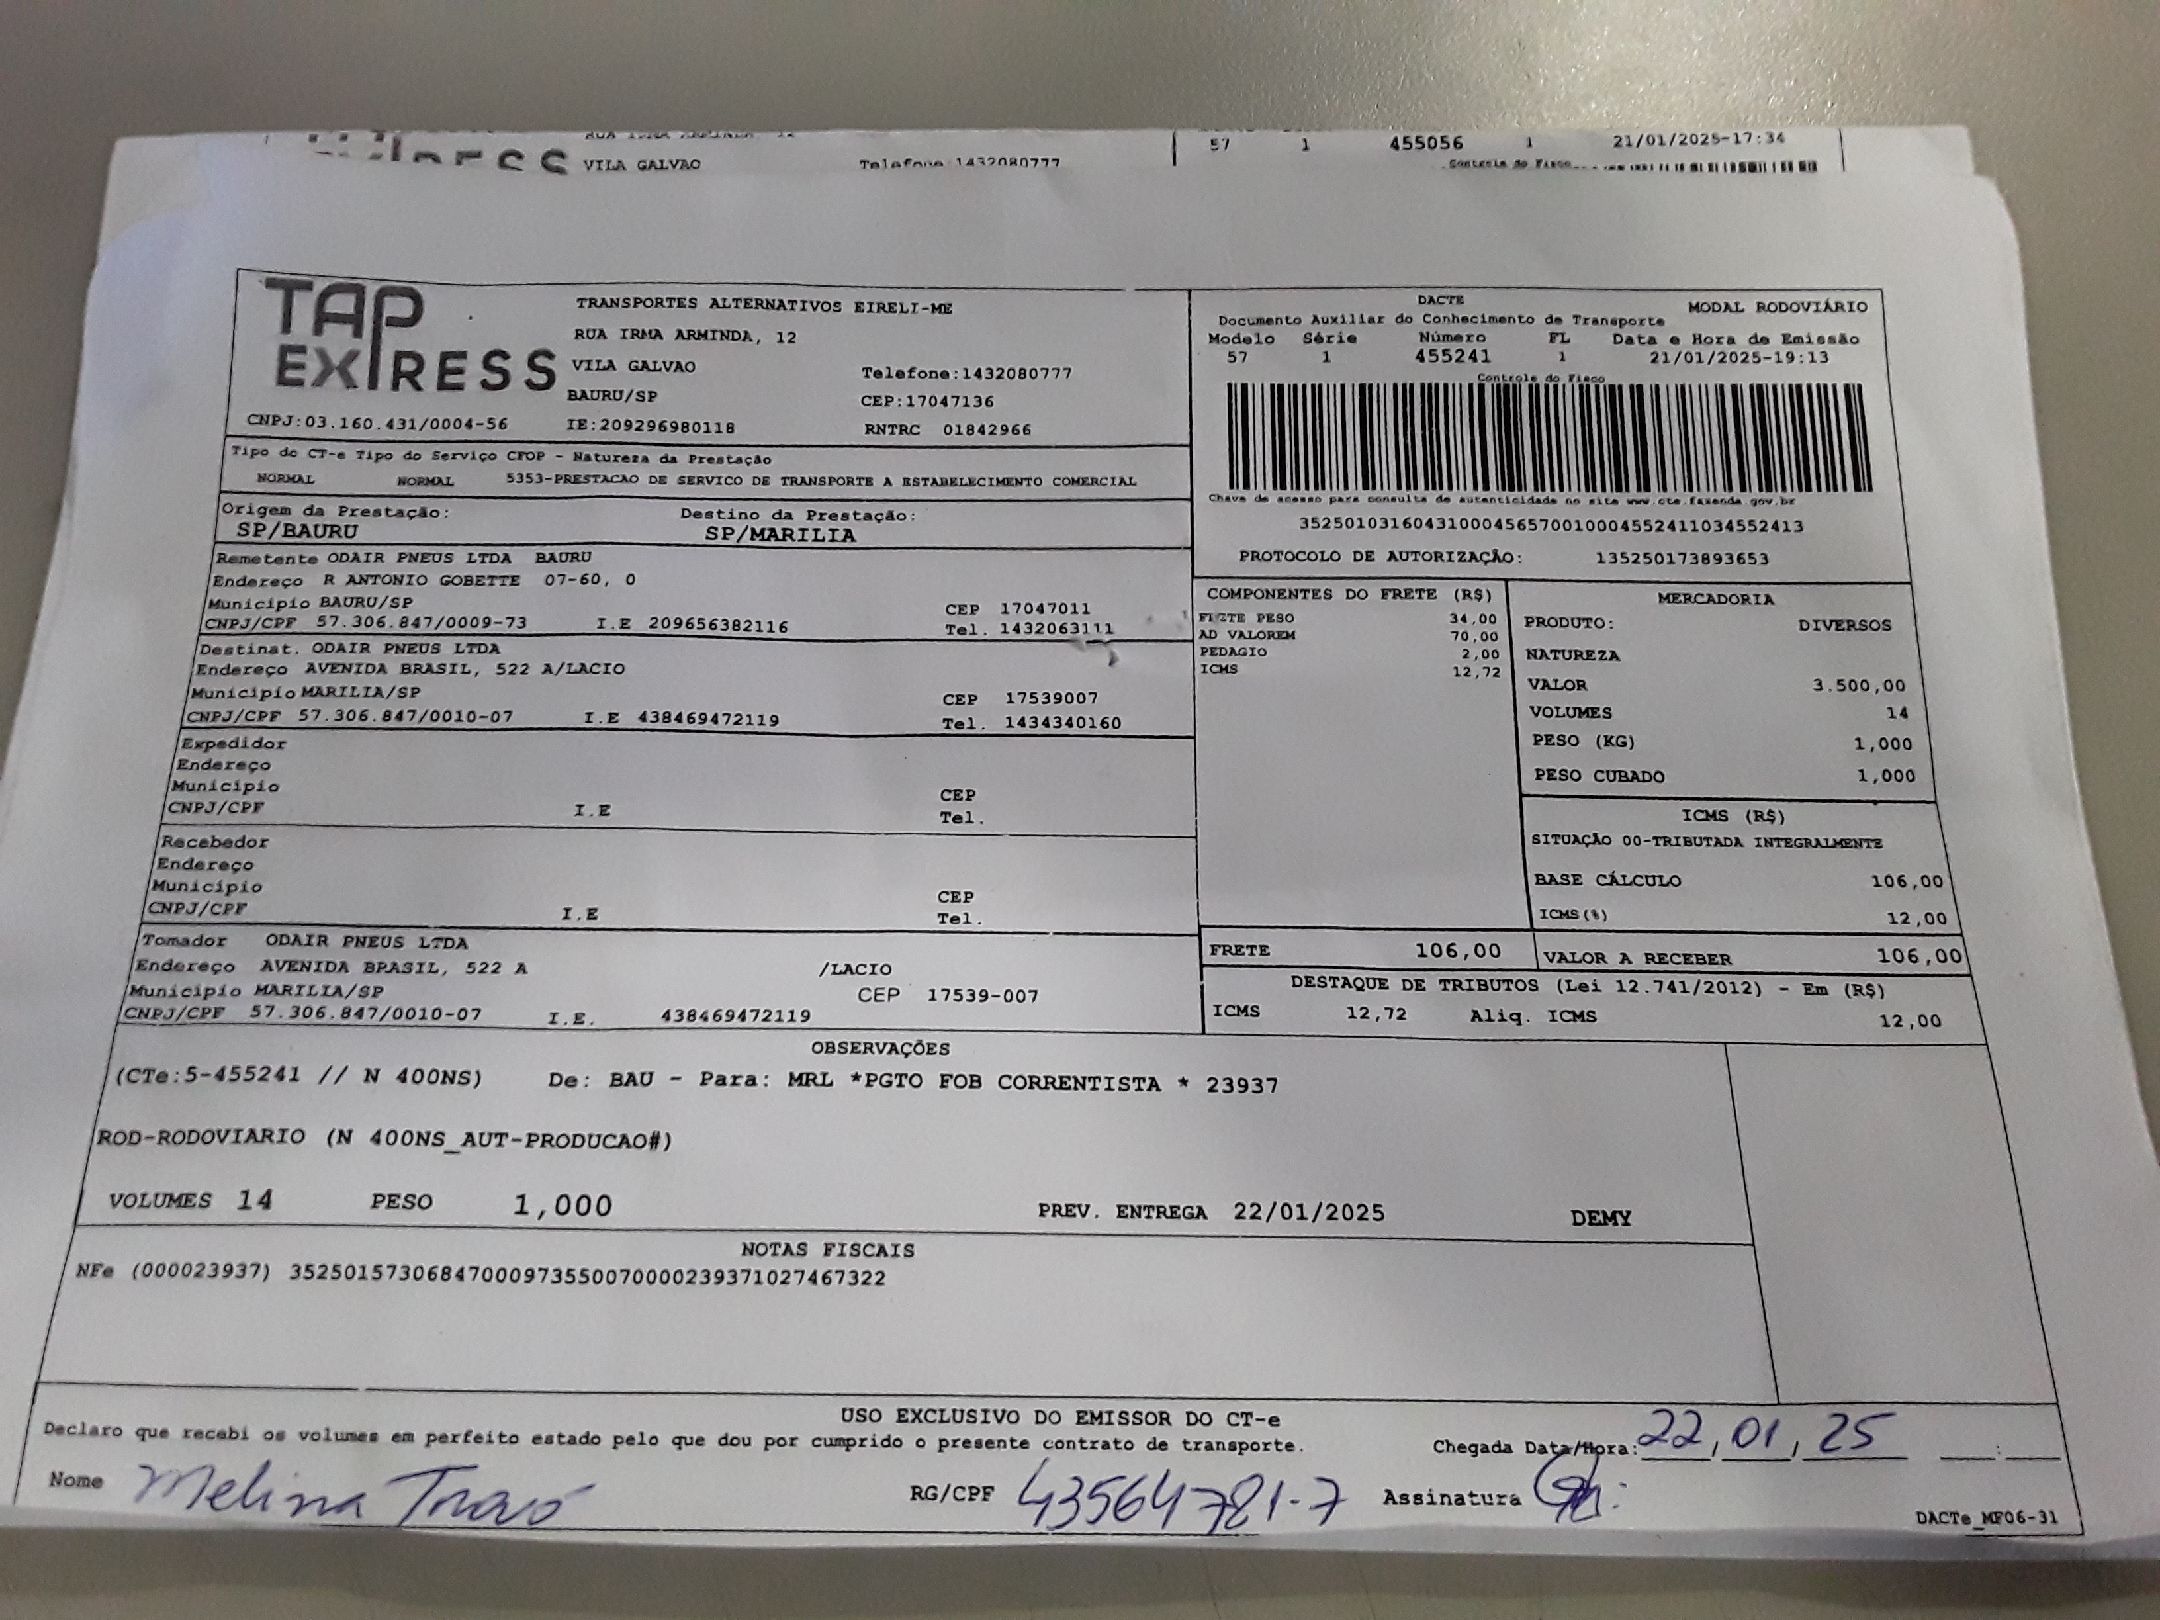 VILA GALVAO Telefone:1432080777 57 1 455056 1 21/01/2025-17:34
Controle do Fisco
TAP EXPRESS
TRANSPORTES ALTERNATIVOS EIRELI-ME
RUA IRMA ARMINDA, 12
VILA GALVAO Telefone:1432080777
BAURU/SP CEP:17047136
CNPJ:03.160.431/0004-56 IE:209296980118 RNTRC 01842966
DACTE MODAL RODOVIÁRIO
Documento Auxiliar do Conhecimento de Transporte
Modelo Série Número FL Data e Hora de Emissão
57 1 455241 1 21/01/2025-19:13
Controle do Fisco
Chave de acesso para consulta de autenticidade no site www.cte.fazenda.gov.br
35250103160431000456570010004552411034552413
PROTOCOLO DE AUTORIZAÇÃO: 135250173893653
Tipo do CT-e Tipo do Serviço CFOP - Natureza da Prestação
NORMAL NORMAL 5353-PRESTACAO DE SERVICO DE TRANSPORTE A ESTABELECIMENTO COMERCIAL
Origem da Prestação: Destino da Prestação:
SP/BAURU SP/MARILIA
Remetente ODAIR PNEUS LTDA BAURU
Endereço R ANTONIO GOBETTE 07-60, 0
Município BAURU/SP CEP 17047011
CNPJ/CPF 57.306.847/0009-73 I.E 209656382116 Tel. 1432063111
Destinat. ODAIR PNEUS LTDA
Endereço AVENIDA BRASIL, 522 A/LACIO
Município MARILIA/SP CEP 17539007
CNPJ/CPF 57.306.847/0010-07 I.E 438469472119 Tel. 1434340160
Expedidor
Endereço
Município CEP
CNPJ/CPF I.E Tel.
Recebedor
Endereço
Município CEP
CNPJ/CPF I.E Tel.
Tomador ODAIR PNEUS LTDA
Endereço AVENIDA BRASIL, 522 A /LACIO
Município MARILIA/SP CEP 17539-007
CNPJ/CPF 57.306.847/0010-07 I.E. 438469472119
COMPONENTES DO FRETE (R$)
FRETE PESO 34,00
AD VALOREM 70,00
PEDAGIO 2,00
ICMS 12,72
MERCADORIA
PRODUTO: DIVERSOS
NATUREZA
VALOR 3.500,00
VOLUMES 14
PESO (KG) 1,000
PESO CUBADO 1,000
ICMS (R$)
SITUAÇÃO 00-TRIBUTADA INTEGRALMENTE
BASE CÁLCULO 106,00
ICMS(%) 12,00
FRETE 106,00 VALOR A RECEBER 106,00
DESTAQUE DE TRIBUTOS (Lei 12.741/2012) - Em (R$)
ICMS 12,72 Aliq. ICMS 12,00
OBSERVAÇÕES
(CTe:5-455241 // N 400NS) De: BAU - Para: MRL *PGTO FOB CORRENTISTA * 23937
ROD-RODOVIARIO (N 400NS_AUT-PRODUCAO#)
VOLUMES 14 PESO 1,000 PREV. ENTREGA 22/01/2025 DEMY
NOTAS FISCAIS
NFe (000023937) 35250157306847000973550070000239371027467322
USO EXCLUSIVO DO EMISSOR DO CT-e
Declaro que recebi os volumes em perfeito estado pelo que dou por cumprido o presente contrato de transporte. Chegada Data/Hora: 22/01/25 :
Nome Melina Trovó RG/CPF 43564781-7 Assinatura
DACTe_MF06-31